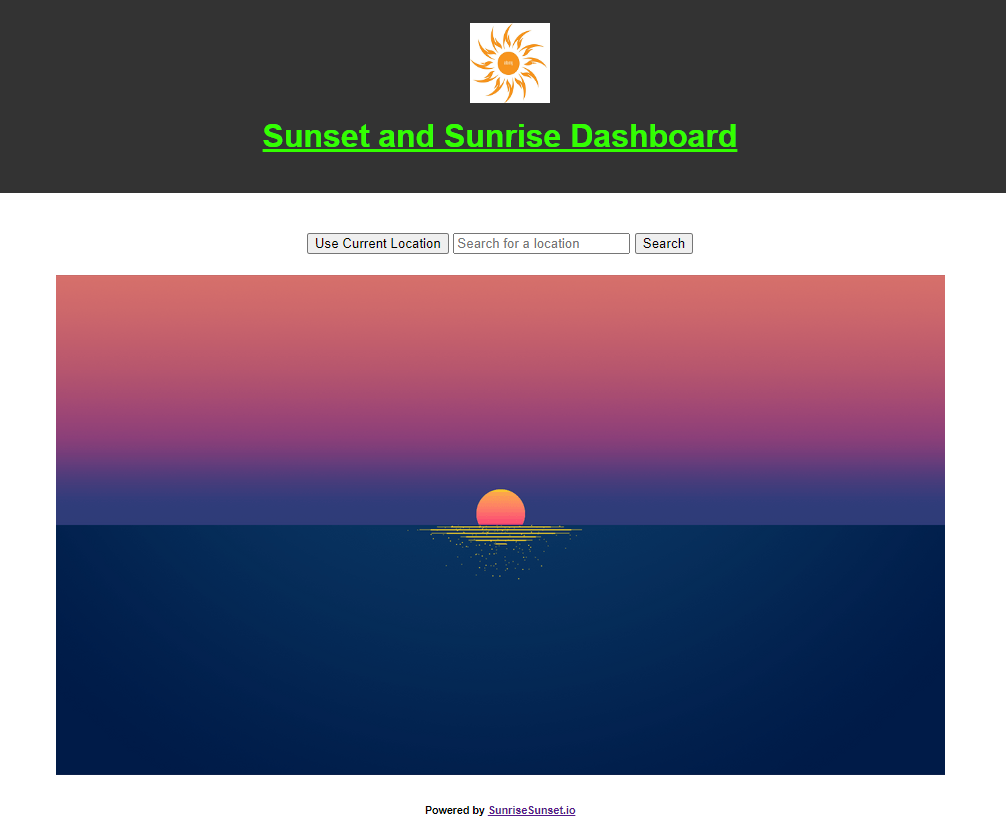 Sunset and Sunrise Dashboard
Use Current Location Search for a location Search
Powered by SunriseSunset.io